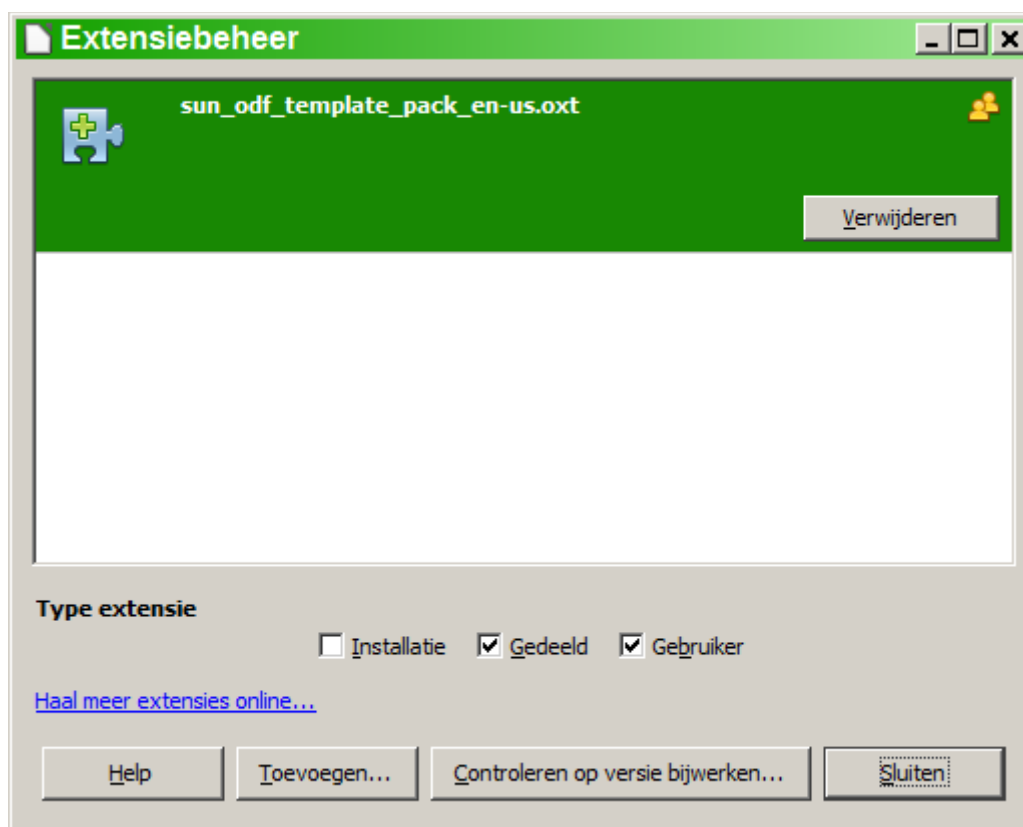 Extensiebeheer
sun_odf_template_pack_en-us.oxt
Verwijderen
Type extensie
Installatie Gedeeld Gebruiker
Haal meer extensies online...
Help Toevoegen... Controleren op versie bijwerken... Sluiten